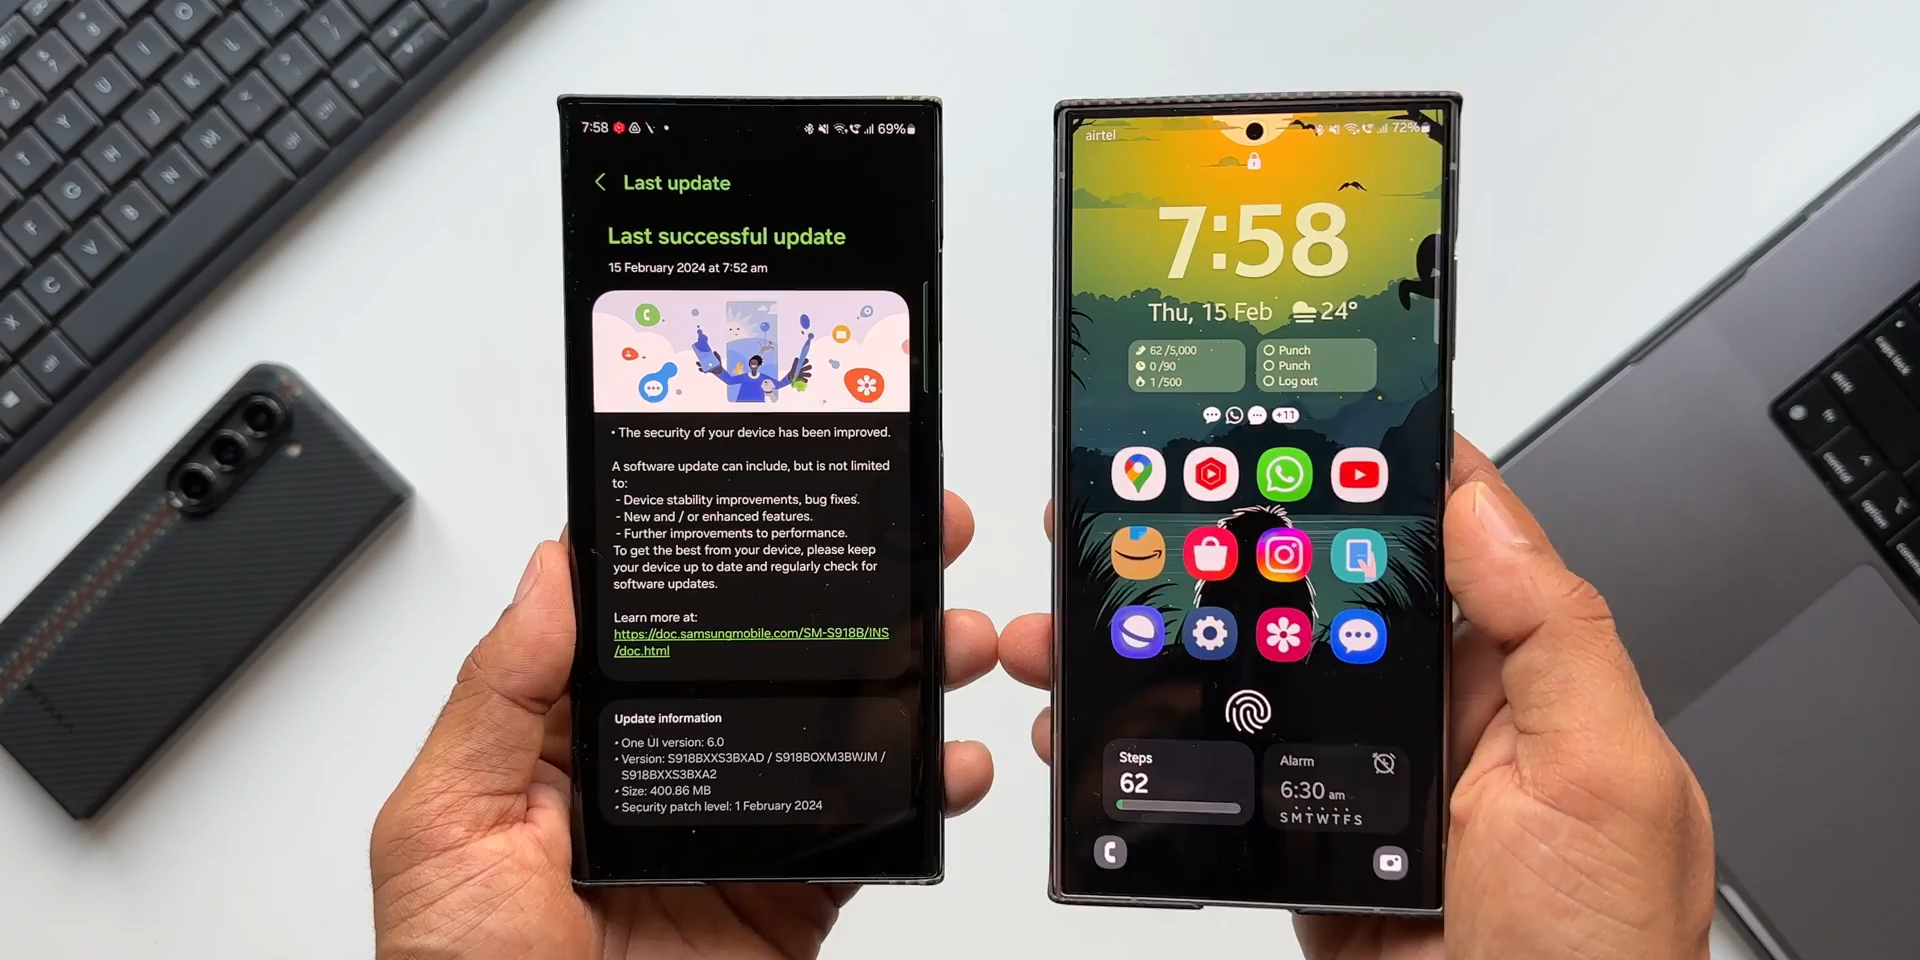 7:58
69%
Last update
Last successful update
15 February 2024 at 7:52 am
• The security of your device has been improved.
A software update can include, but is not limited
to:
- Device stability improvements, bug fixes.
- New and / or enhanced features.
- Further improvements to performance.
To get the best from your device, please keep
your device up to date and regularly check for
software updates.
Learn more at:
https://doc.samsungmobile.com/SM-S918B/INS
/doc.html
Update information
• One UI version: 6.0
• Version: S918BXXS3BXAD / S918BOXM3BWJM /
S918BXXS3BXA2
• Size: 400.86 MB
• Security patch level: 1 February 2024
airtel
72%
7:58
Thu, 15 Feb 24°
62 /5,000
0 /90
1 /500
Punch
Punch
Log out
+11
Steps
62
Alarm
6:30 am
S M T W T F S
caps lock
shift
fn
control
option